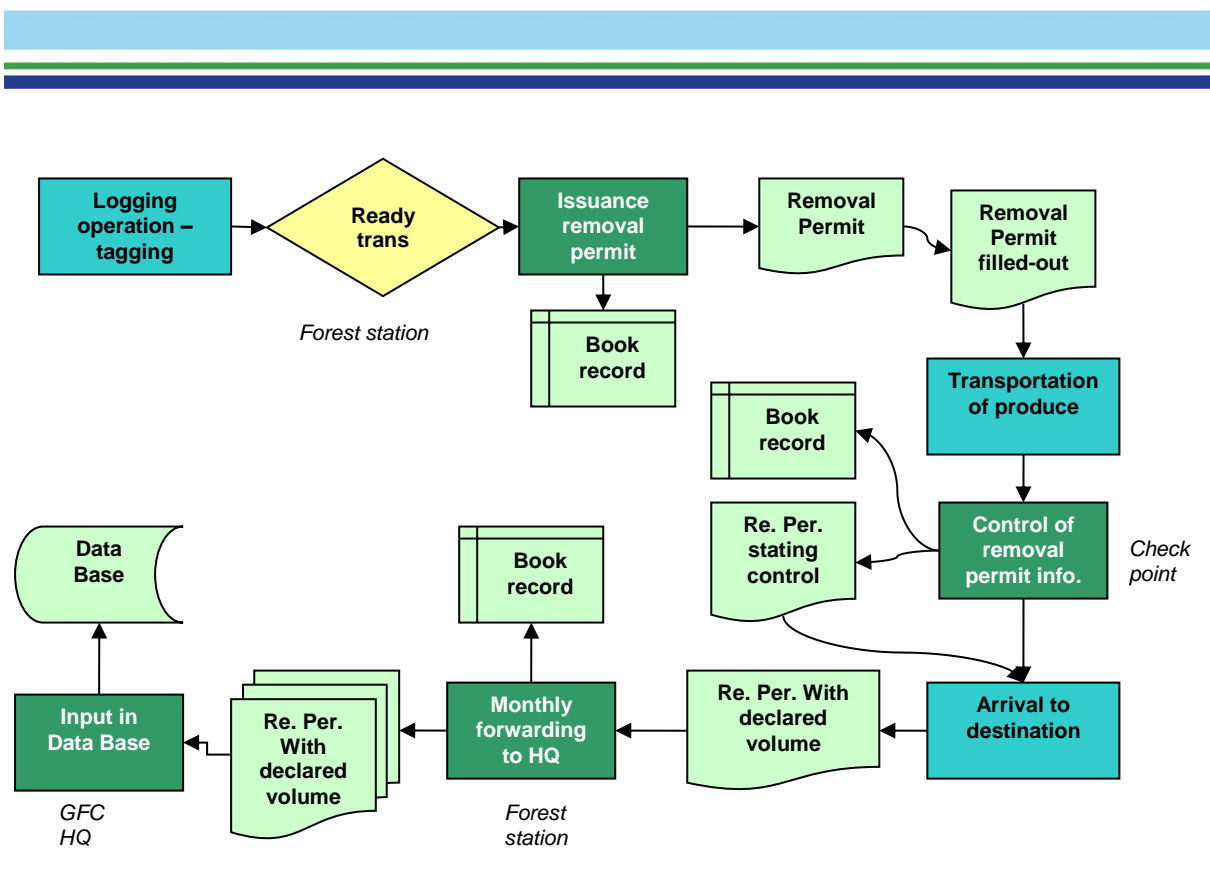 Logging
operation –
tagging
Ready
trans
Issuance
removal
permit
Removal
Permit
Removal
Permit
filled-out
Forest station
Book
record
Transportation
of produce
Book
record
Control of
removal
permit info.
Check
point
Re. Per.
stating
control
Data
Base
Book
record
Input in
Data Base
Re. Per.
With
declared
volume
Monthly
forwarding
to HQ
Re. Per. With
declared
volume
Arrival to
destination
GFC
HQ
Forest
station